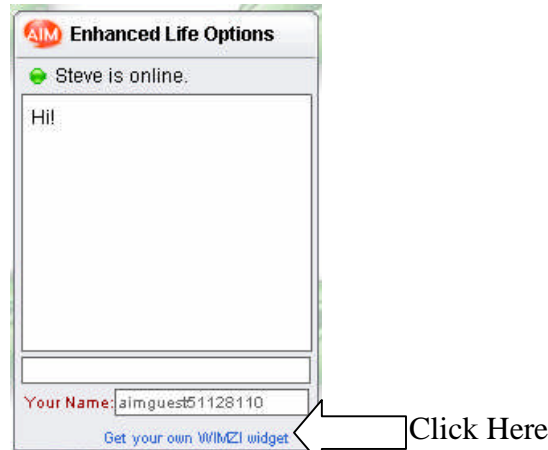 AIM Enhanced Life Options
Steve is online.
Hi!
Your Name: aimguest51128110
Get your own WIMZI widget
Click Here